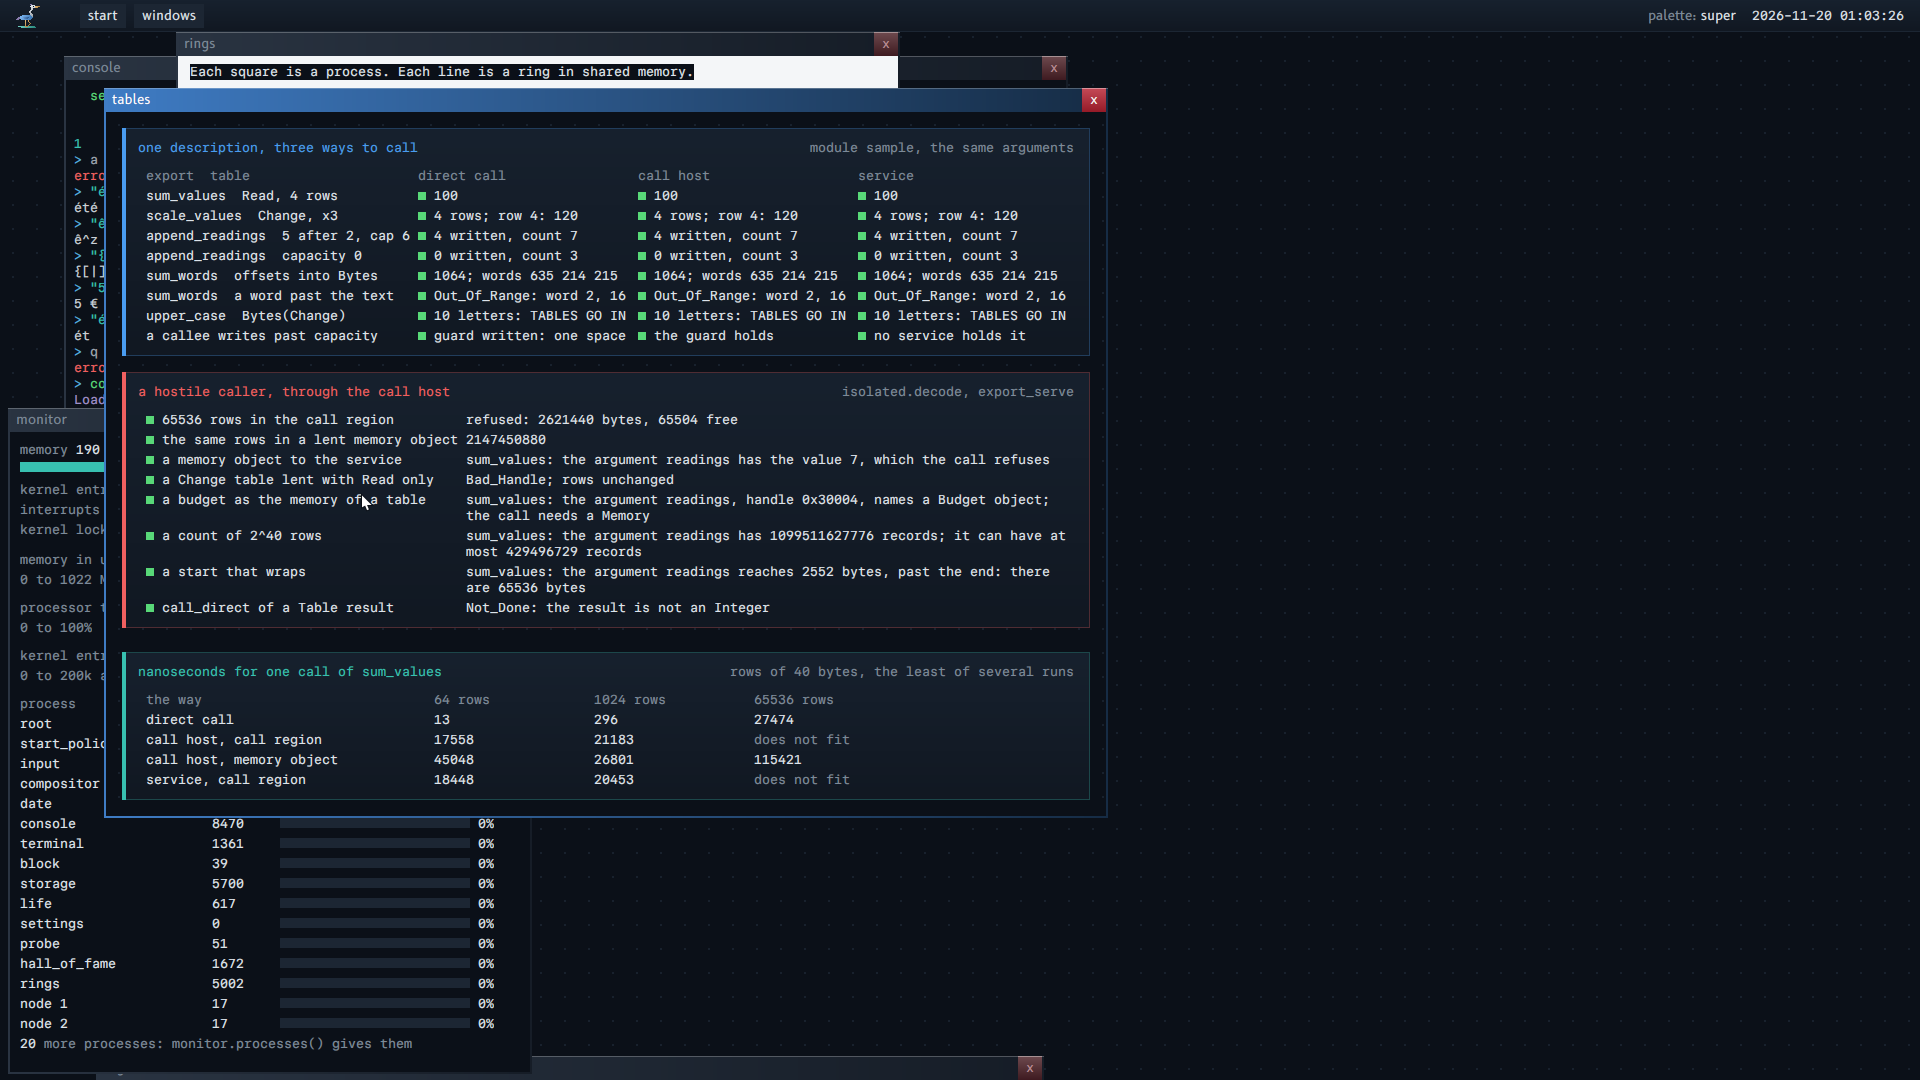 start windows palette: super 2026-11-20 01:03:26
rings x
console x
Each square is a process. Each line is a ring in shared memory.
tables x
one description, three ways to call module sample, the same arguments
export table direct call call host service
sum_values Read, 4 rows 100 100 100
scale_values Change, x3 4 rows; row 4: 120 4 rows; row 4: 120 4 rows; row 4: 120
append_readings 5 after 2, cap 6 4 written, count 7 4 written, count 7 4 written, count 7
append_readings capacity 0 0 written, count 3 0 written, count 3 0 written, count 3
sum_words offsets into Bytes 1064; words 635 214 215 1064; words 635 214 215 1064; words 635 214 215
sum_words a word past the text Out_Of_Range: word 2, 16 Out_Of_Range: word 2, 16 Out_Of_Range: word 2, 16
upper_case Bytes(Change) 10 letters: TABLES GO IN 10 letters: TABLES GO IN 10 letters: TABLES GO IN
a callee writes past capacity guard written: one space the guard holds no service holds it
a hostile caller, through the call host isolated.decode, export_serve
65536 rows in the call region refused: 2621440 bytes, 65504 free
the same rows in a lent memory object 2147450880
a memory object to the service sum_values: the argument readings has the value 7, which the call refuses
a Change table lent with Read only Bad_Handle; rows unchanged
a budget as the memory of a table sum_values: the argument readings, handle 0x30004, names a Budget object;
the call needs a Memory
a count of 2^40 rows sum_values: the argument readings has 1099511627776 records; it can have at
most 429496729 records
a start that wraps sum_values: the argument readings reaches 2552 bytes, past the end: there
are 65536 bytes
call_direct of a Table result Not_Done: the result is not an Integer
nanoseconds for one call of sum_values rows of 40 bytes, the least of several runs
the way 64 rows 1024 rows 65536 rows
direct call 13 296 27474
call host, call region 17558 21183 does not fit
call host, memory object 45048 26801 115421
service, call region 18448 20453 does not fit
se
1
> a
erro
> "é
été
> "ê
ê^z
> "{
{[|]
> "5
5 €
> "é
ét
> q
erro
> co
Load
monitor
memory 190
kernel entr
interrupts
kernel lock
memory in u
0 to 1022 M
processor t
0 to 100%
kernel entr
0 to 200k a
process
root
start_polic
input
compositor
date
console 8470 0%
terminal 1361 0%
block 39 0%
storage 5700 0%
life 617 0%
settings 0 0%
probe 51 0%
hall_of_fame 1672 0%
rings 5002 0%
node 1 17 0%
node 2 17 0%
20 more processes: monitor.processes() gives them
x